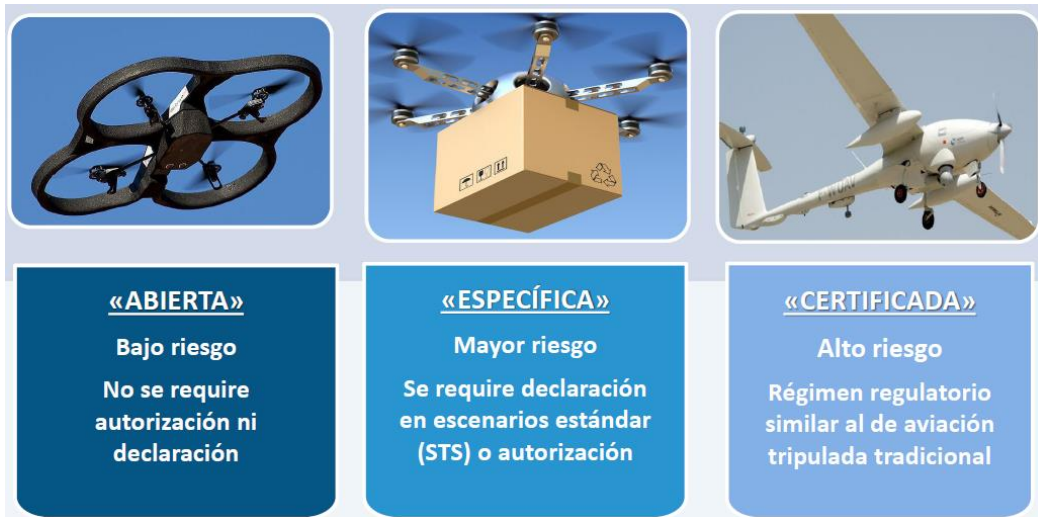 «ABIERTA»
Bajo riesgo
No se require
autorización ni
declaración
«ESPECÍFICA»
Mayor riesgo
Se require declaración
en escenarios estándar
(STS) o autorización
«CERTIFICADA»
Alto riesgo
Régimen regulatorio
similar al de aviación
tripulada tradicional